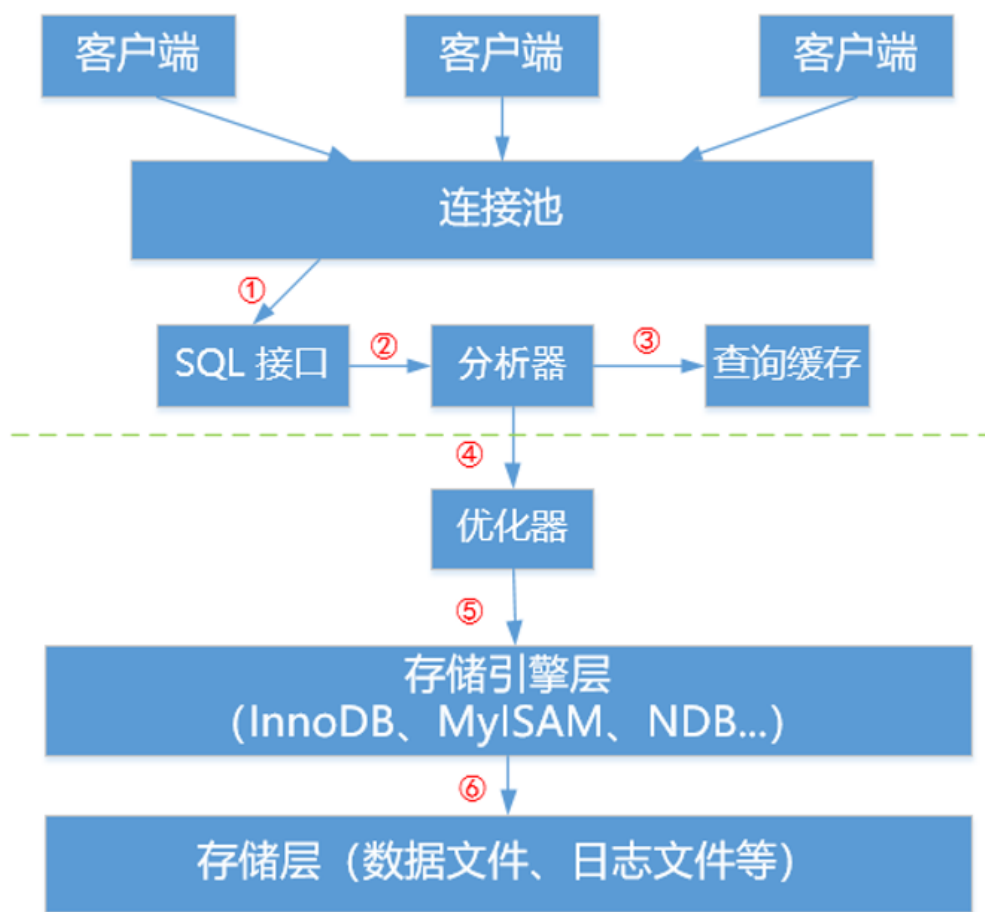 客户端
客户端
客户端
连接池
①
SQL 接口
②
分析器
③
查询缓存
④
优化器
⑤
存储引擎层
（InnoDB、MyISAM、NDB...）
⑥
存储层（数据文件、日志文件等）